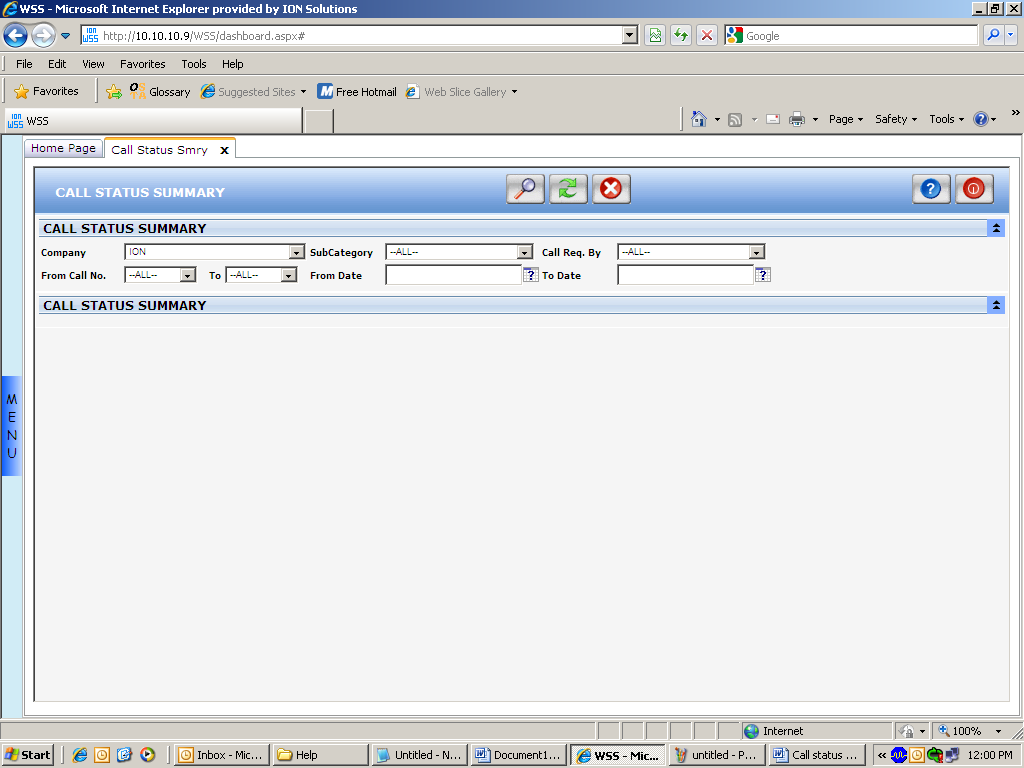 WSS - Microsoft Internet Explorer provided by ION Solutions
ION WSS http://10.10.10.9/WSS/dashboard.aspx# Google
File Edit View Favorites Tools Help
Favorites Glossary Suggested Sites Free Hotmail Web Slice Gallery
ION WSS WSS Page Safety Tools »
Home Page Call Status Smry x
CALL STATUS SUMMARY
CALL STATUS SUMMARY
Company ION SubCategory --ALL-- Call Req. By --ALL--
From Call No. --ALL-- To --ALL-- From Date ? To Date ?
CALL STATUS SUMMARY
MENU
Internet 100%
Start Inbox - Mic... Help Untitled - N... Document1... WSS - Mic... untitled - P... Call status ... « 12:00 PM